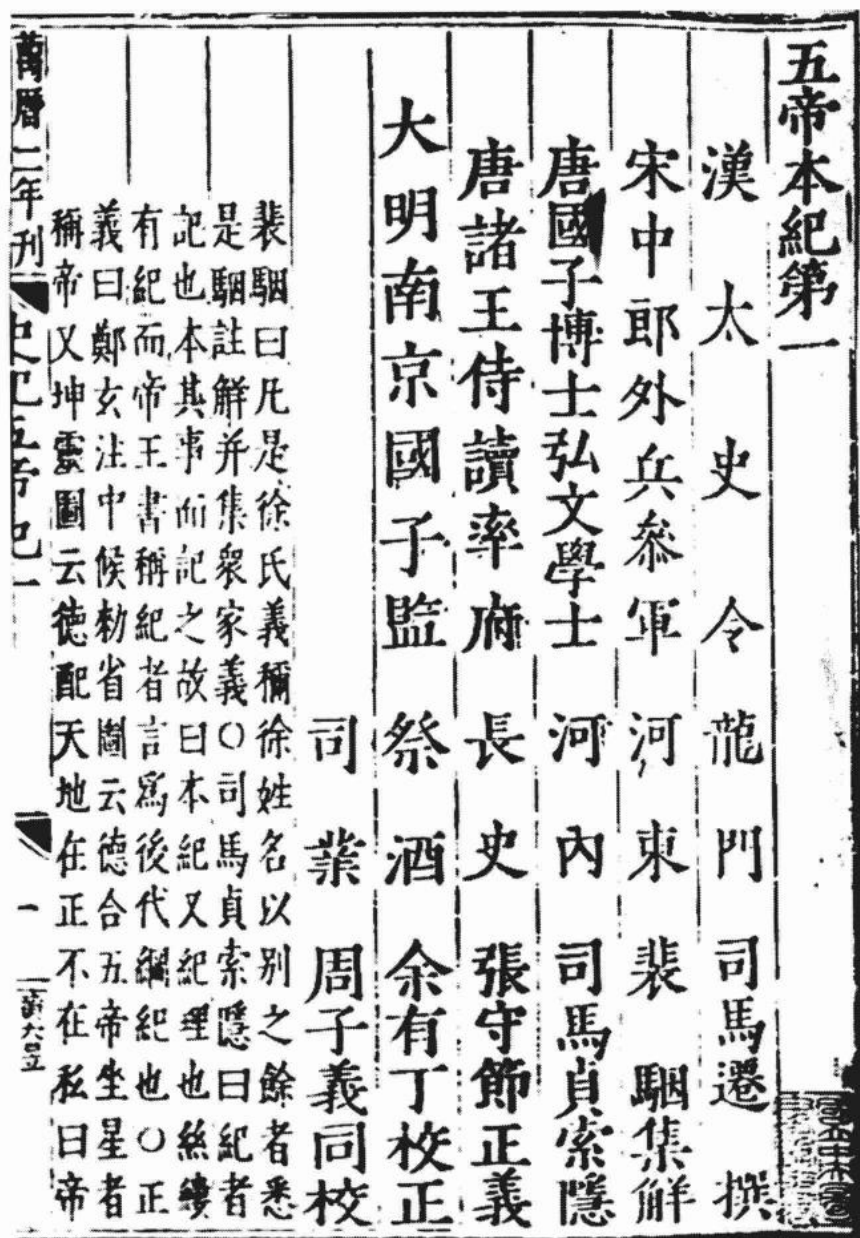 五帝本紀第一
漢太史令龍門司馬遷撰
宋中郎外兵叅軍河東裴駰集解
唐國子博士弘文學士河內司馬貞索隱
唐諸王侍讀率府長史張守節正義
大明南京國子監祭酒余有丁校正
司業周子義同校
裴駰曰凡是徐氏義稱徐姓名以别之餘者悉
是駰註解并集衆家義○司馬貞索隱曰紀者
記也本其事而記之故曰本紀又紀理也絲縷
有紀而帝王書稱紀者言爲後代綱紀也○正
義曰鄭玄注中候勑省圖云德合五帝坐星者
稱帝又坤靈圖云德配天地在正不在私曰帝
萬曆二年刊
史記五帝紀一
一